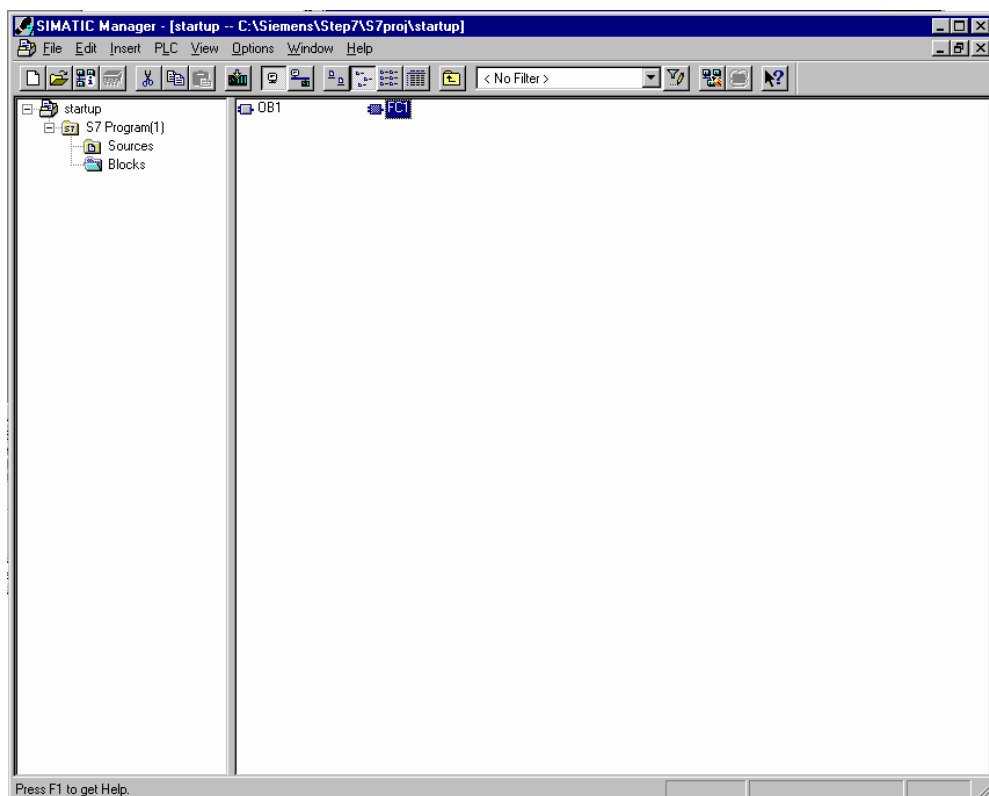 SIMATIC Manager - [startup -- C:\Siemens\Step7\S7proj\startup]
File Edit Insert PLC View Options Window Help
< No Filter >
startup
S7 Program(1)
Sources
Blocks
OB1 FC1
Press F1 to get Help.